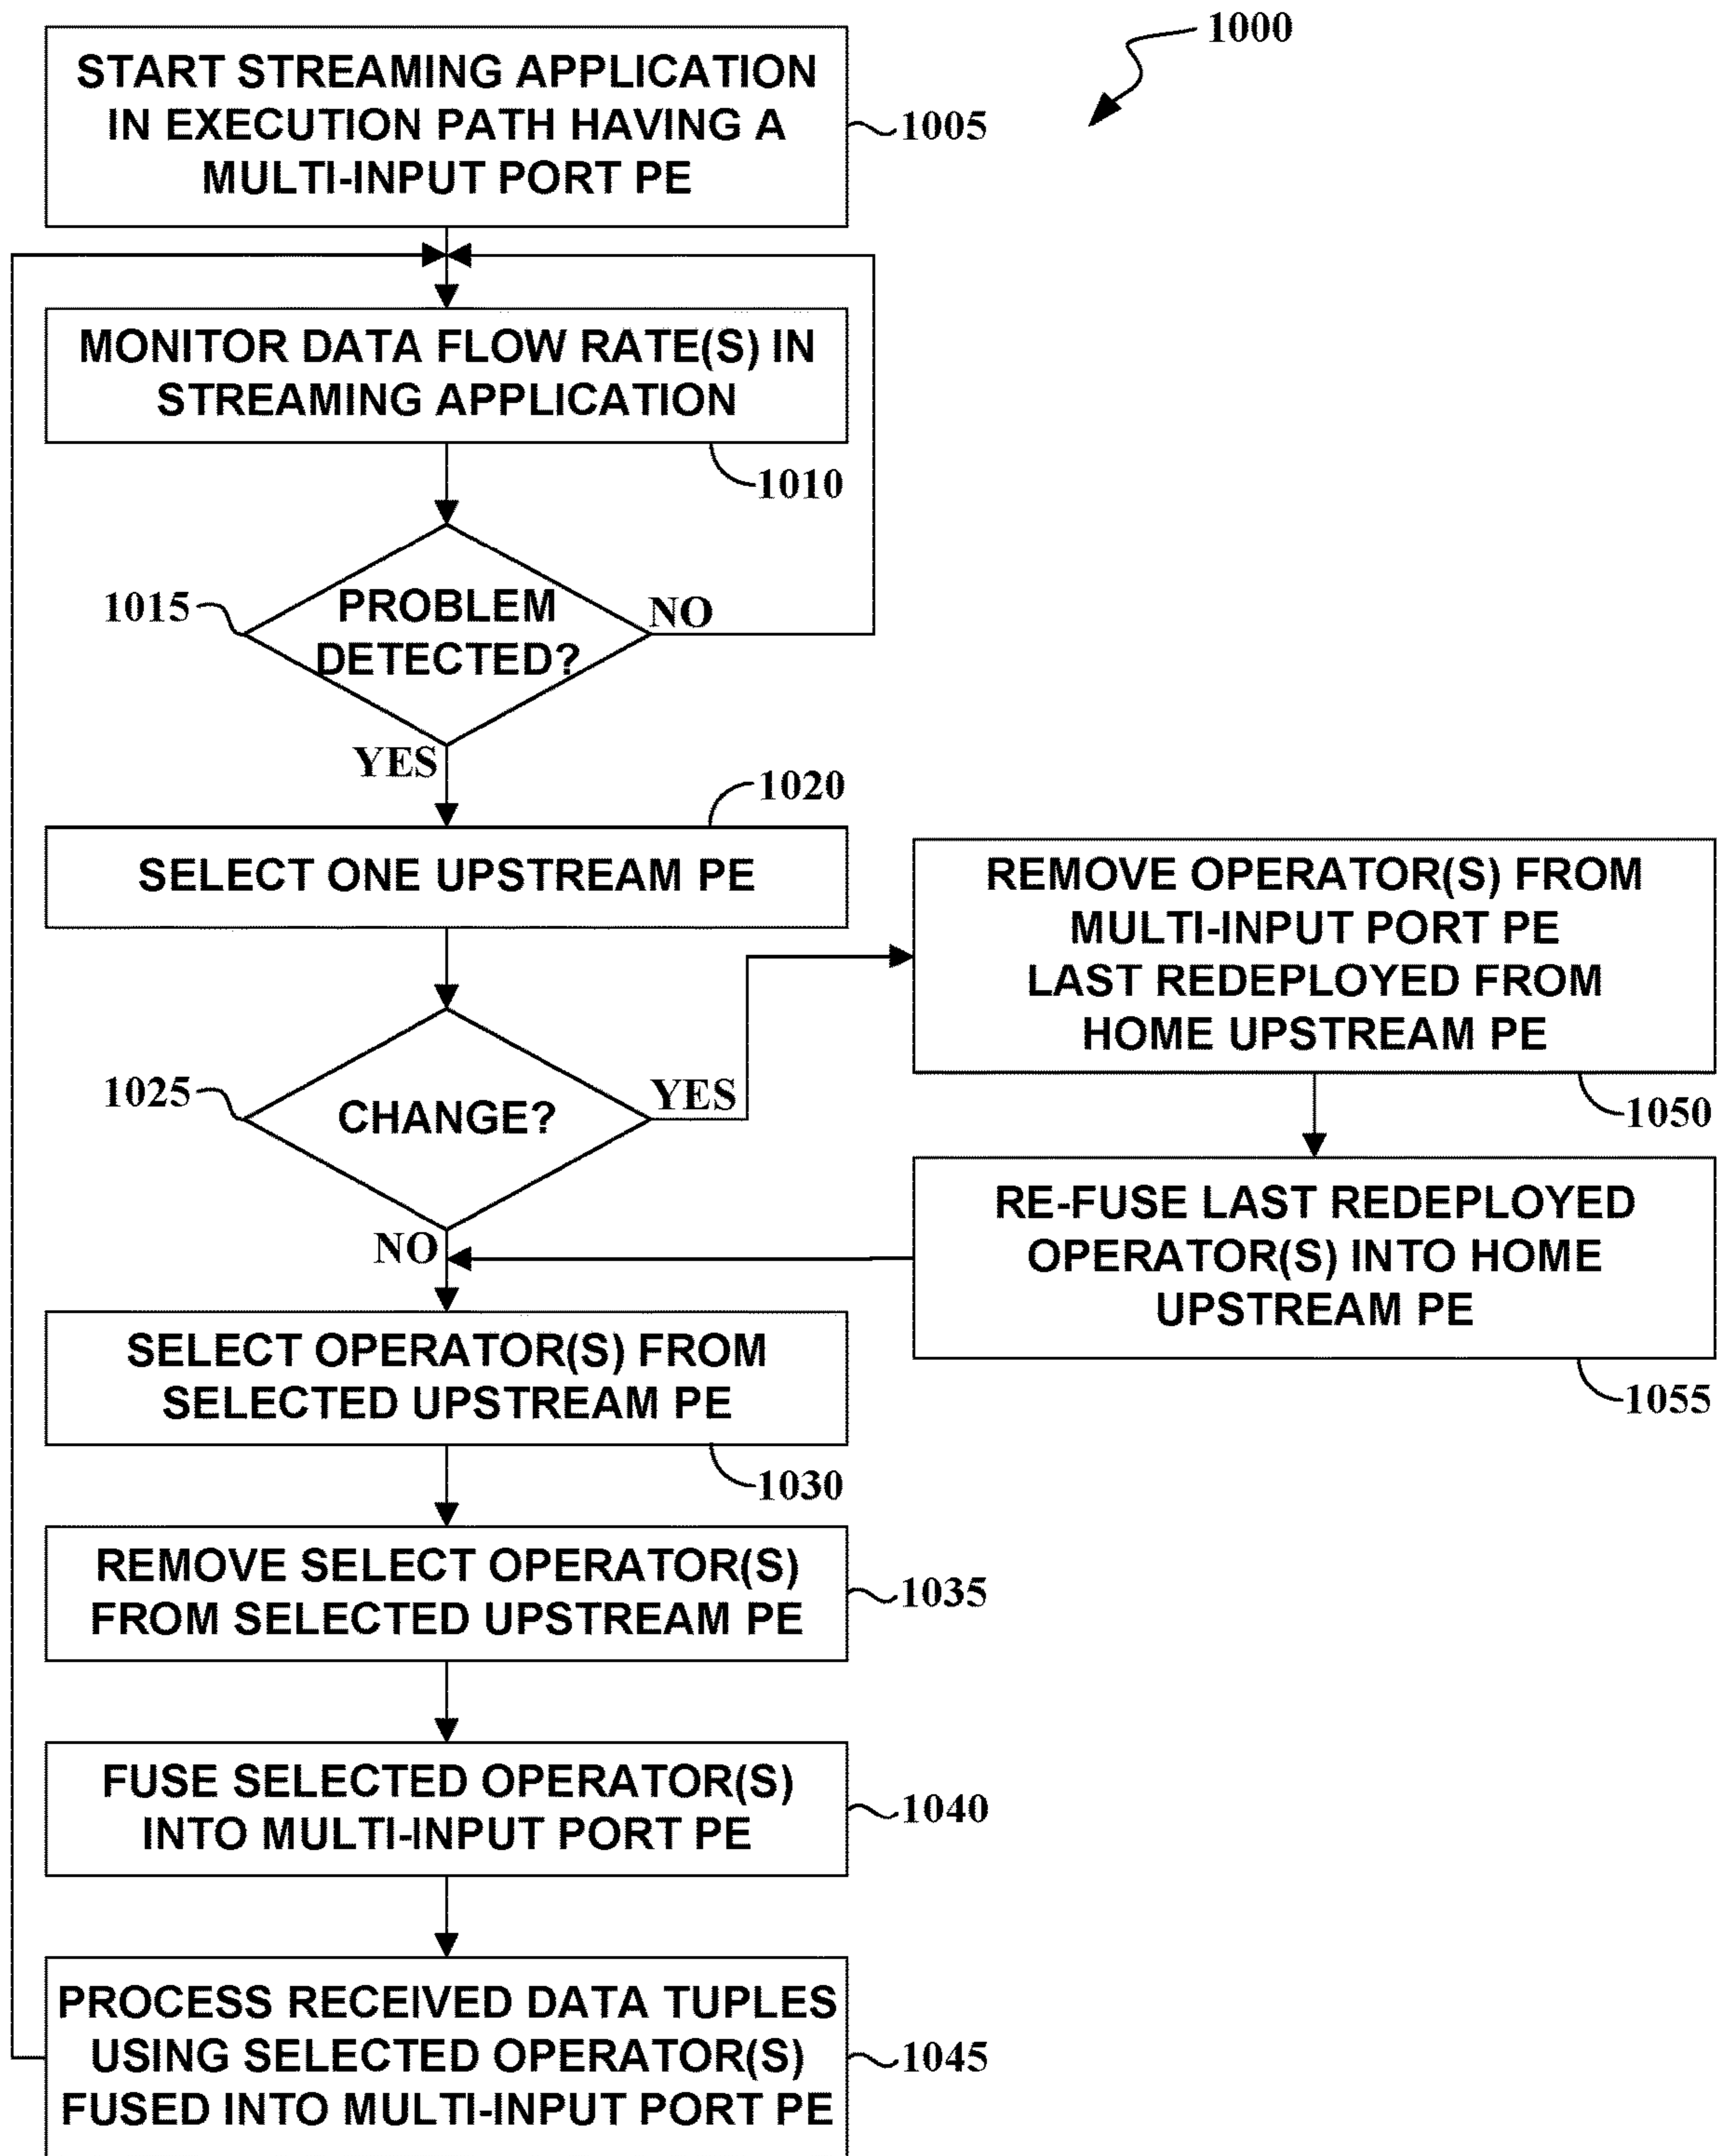 1000
START STREAMING APPLICATION
IN EXECUTION PATH HAVING A
MULTI-INPUT PORT PE
1005
MONITOR DATA FLOW RATE(S) IN
STREAMING APPLICATION
1010
PROBLEM
DETECTED?
1015
NO
YES
1020
SELECT ONE UPSTREAM PE
CHANGE?
1025
YES
NO
REMOVE OPERATOR(S) FROM
MULTI-INPUT PORT PE
LAST REDEPLOYED FROM
HOME UPSTREAM PE
1050
RE-FUSE LAST REDEPLOYED
OPERATOR(S) INTO HOME
UPSTREAM PE
1055
SELECT OPERATOR(S) FROM
SELECTED UPSTREAM PE
1030
REMOVE SELECT OPERATOR(S)
FROM SELECTED UPSTREAM PE
1035
FUSE SELECTED OPERATOR(S)
INTO MULTI-INPUT PORT PE
1040
PROCESS RECEIVED DATA TUPLES
USING SELECTED OPERATOR(S)
FUSED INTO MULTI-INPUT PORT PE
1045